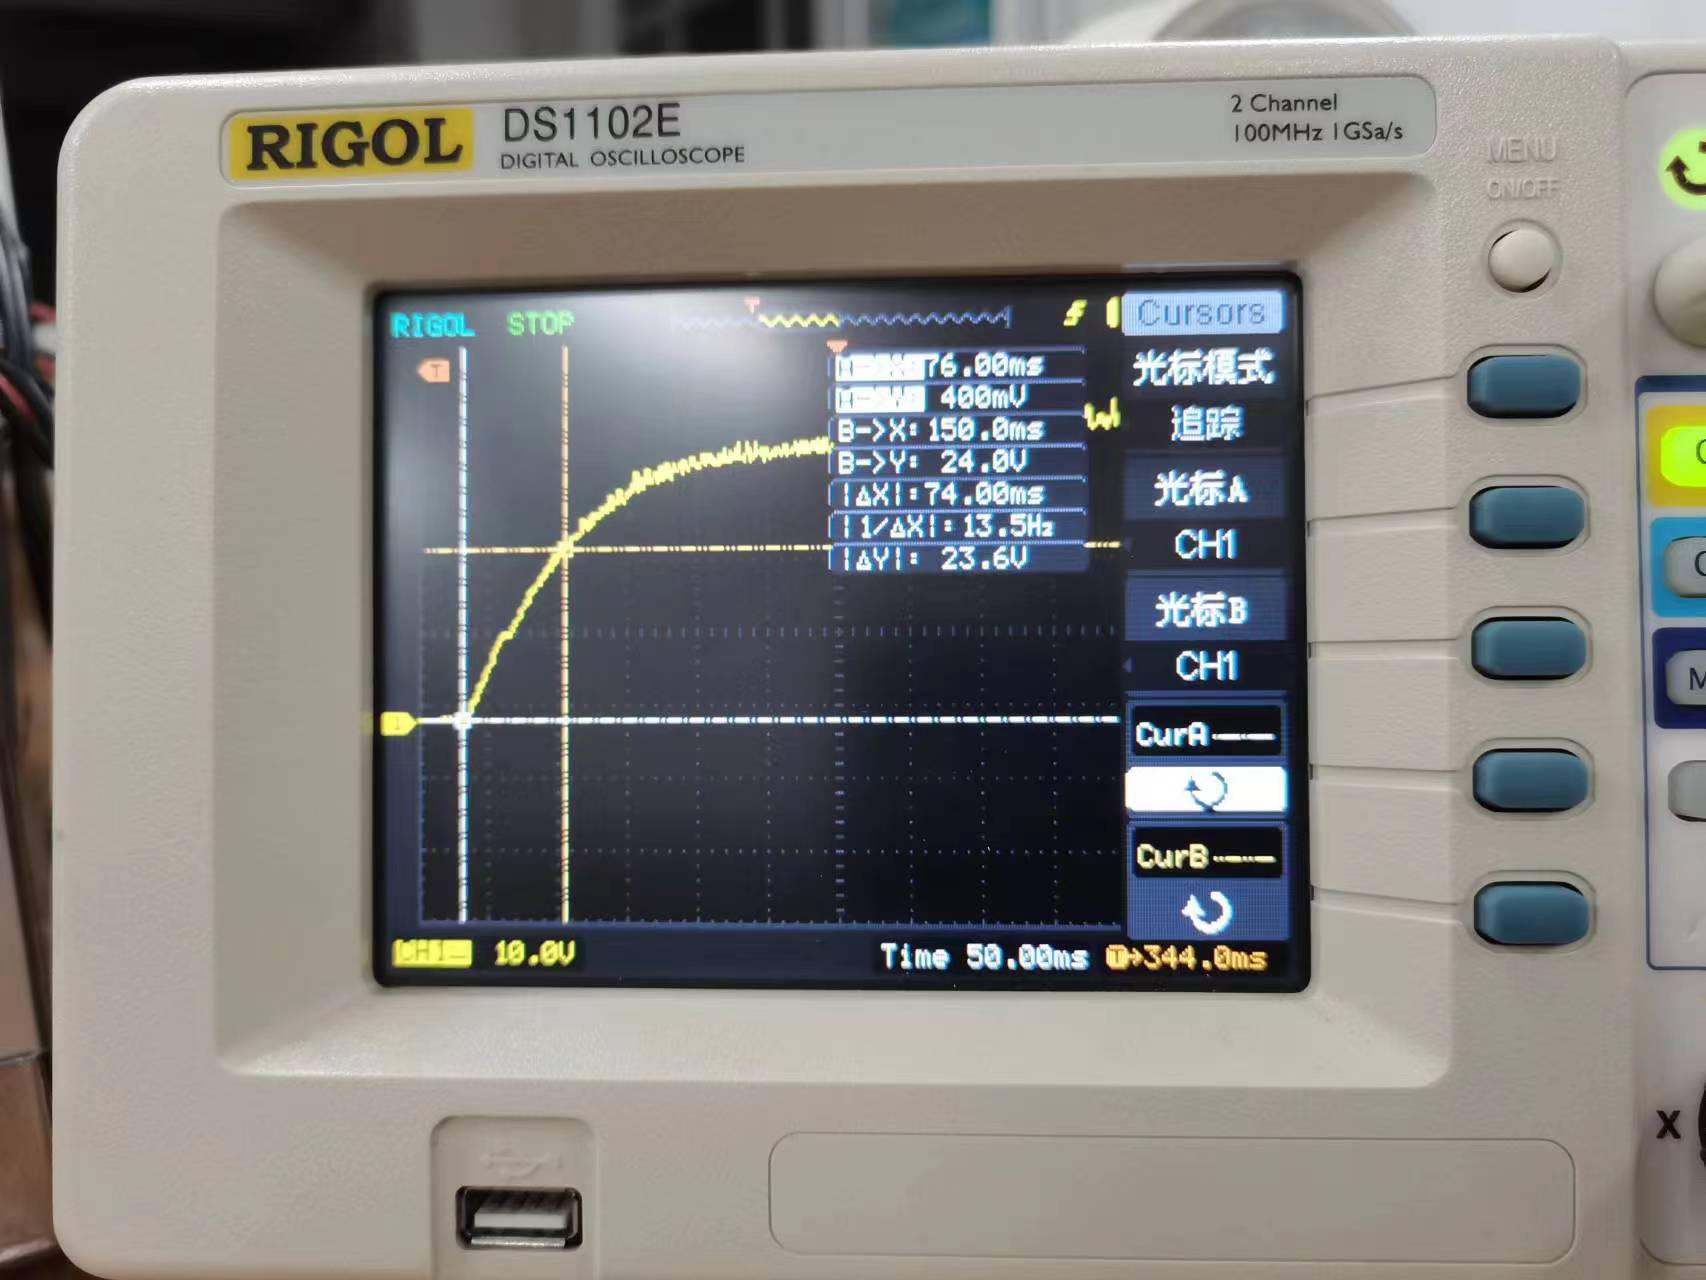 RIGOL DS1102E
DIGITAL OSCILLOSCOPE
2 Channel
100MHz 1GSa/s
MENU
ON/OFF
RIGOL STOP
T
Cursors
76.00ms
400mV
B->X: 150.0ms
B->Y: 24.0V
|ΔX|: 74.00ms
|1/ΔX|: 13.5Hz
|ΔY|: 23.6V
光标模式
追踪
光标A
CH1
光标B
CH1
CurA
CurB
1
CH1 10.0V
Time 50.00ms
T→344.0ms
X